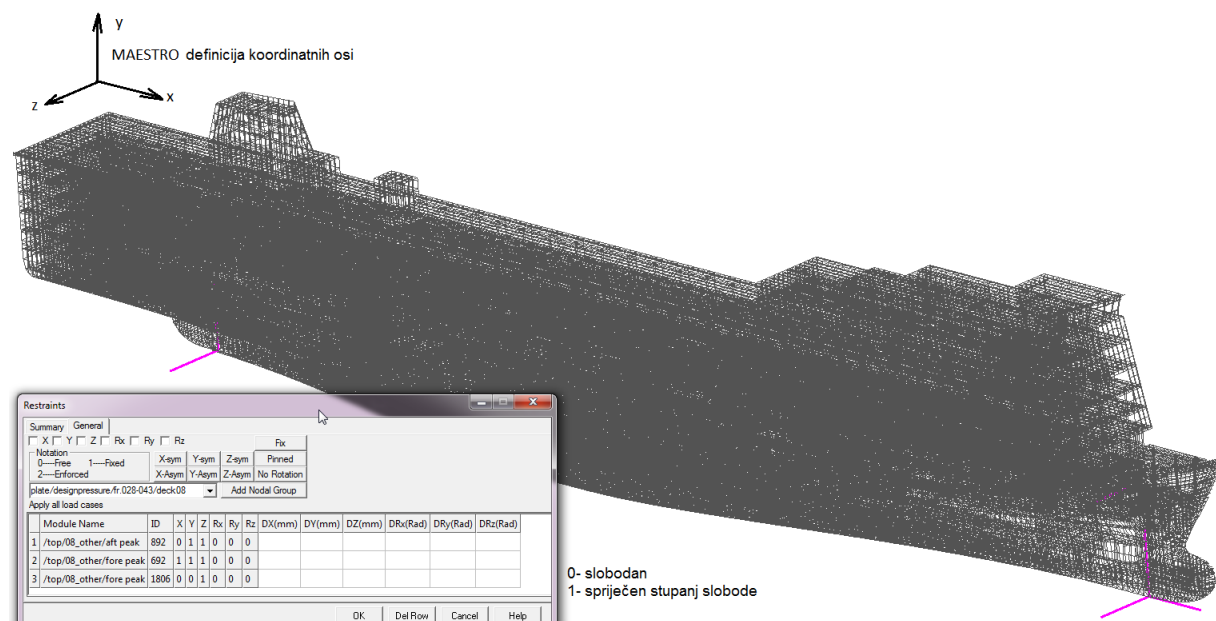 y
MAESTRO definicija koordinatnih osi
z
x
Restraints
Summary General
X Y Z Rx Ry Rz Fix
Notation
0----Free 1----Fixed
2----Enforced
X-sym Y-sym Z-sym Pinned
X-Asym Y-Asym Z-Asym No Rotation
plate/designpressure/fr.028-043/deck08 Add Nodal Group
Apply all load cases
Module Name ID X Y Z Rx Ry Rz DX(mm) DY(mm) DZ(mm) DRx(Rad) DRy(Rad) DRz(Rad)
1 /top/08_other/aft peak 892 0 1 1 0 0 0
2 /top/08_other/fore peak 692 1 1 1 0 0 0
3 /top/08_other/fore peak 1806 0 0 1 0 0 0
OK Del Row Cancel Help
0- slobodan
1- spriječen stupanj slobode